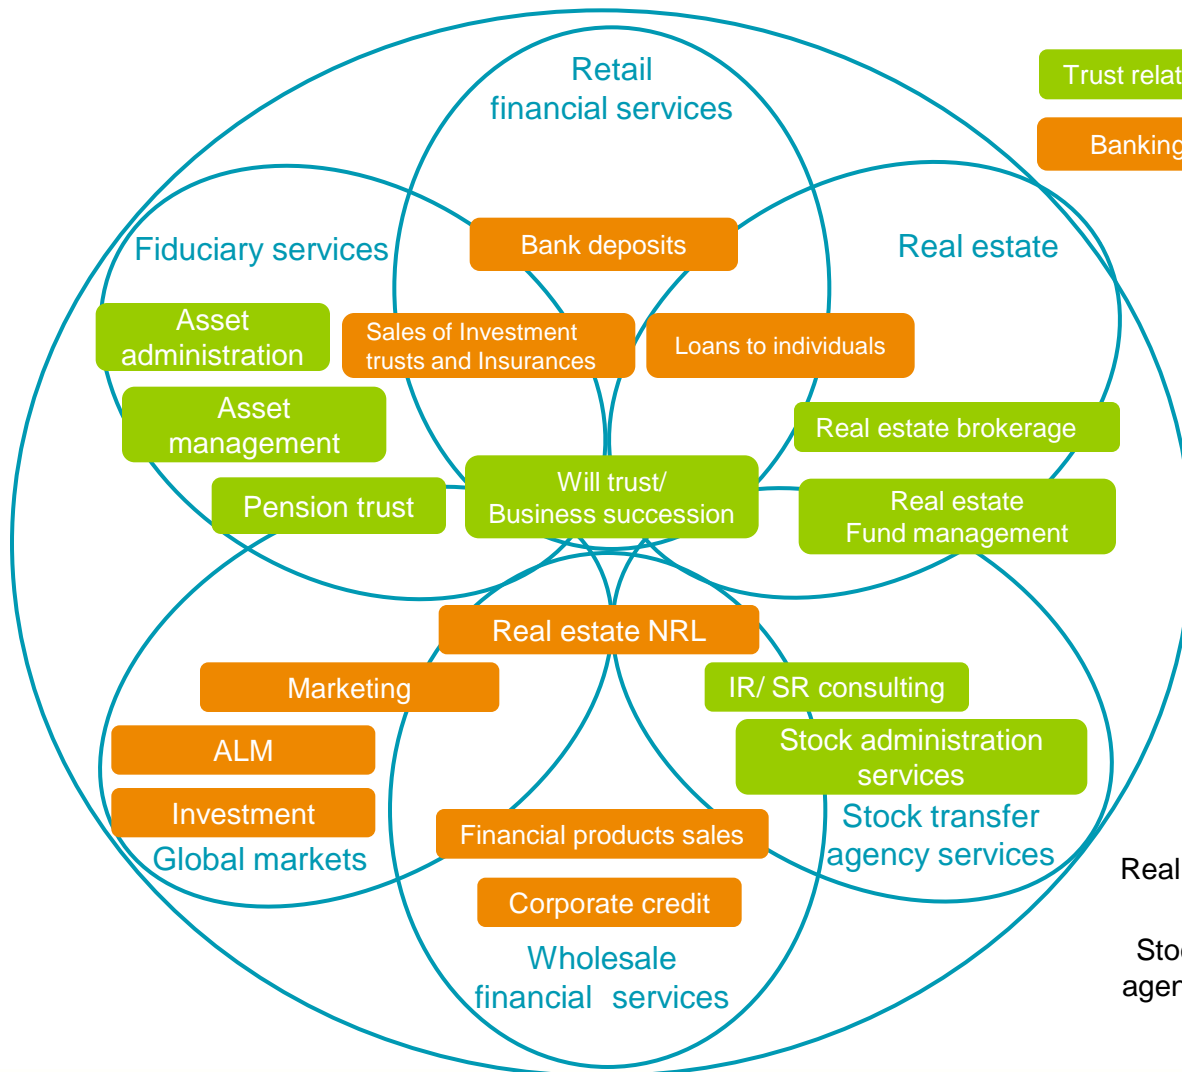 Retail
financial services
Trust relat
Banking
Fiduciary services
Bank deposits
Real estate
Asset
administration
Sales of Investment
trusts and Insurances
Loans to individuals
Asset
management
Real estate brokerage
Pension trust
Will trust/
Business succession
Real estate
Fund management
Real estate NRL
Marketing
IR/ SR consulting
ALM
Stock administration
services
Investment
Global markets
Financial products sales
Stock transfer
agency services
Corporate credit
Real
Wholesale
financial services
Stoc
agen